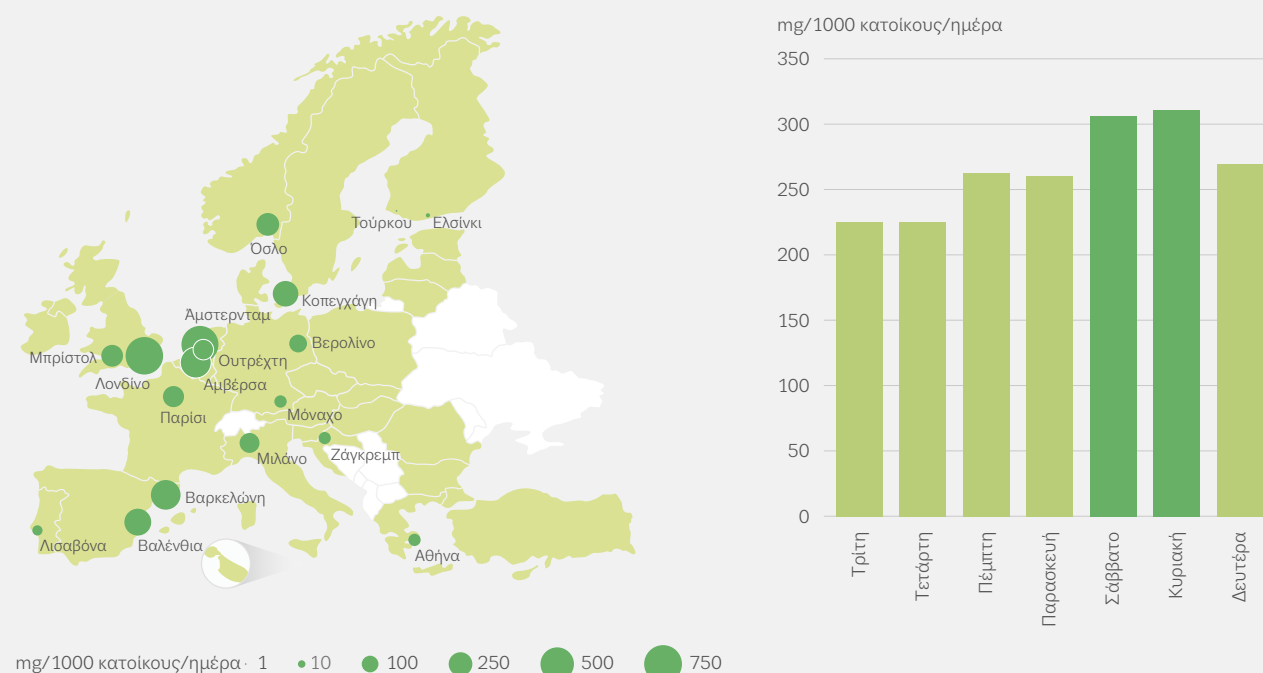 mg/1000 κατοίκους/ημέρα
350
300
250
200
150
100
50
0
Τρίτη
Τετάρτη
Πέμπτη
Παρασκευή
Σάββατο
Κυριακή
Δευτέρα
Τούρκου
Ελσίνκι
Όσλο
Κοπεγχάγη
Άμστερνταμ
Βερολίνο
Μπρίστολ
Ουτρέχτη
Λονδίνο
Αμβέρσα
Παρίσι
Μόναχο
Μιλάνο
Ζάγκρεμπ
Βαρκελώνη
Λισαβόνα
Βαλένθια
Αθήνα
mg/1000 κατοίκους/ημέρα 1 10 100 250 500 750